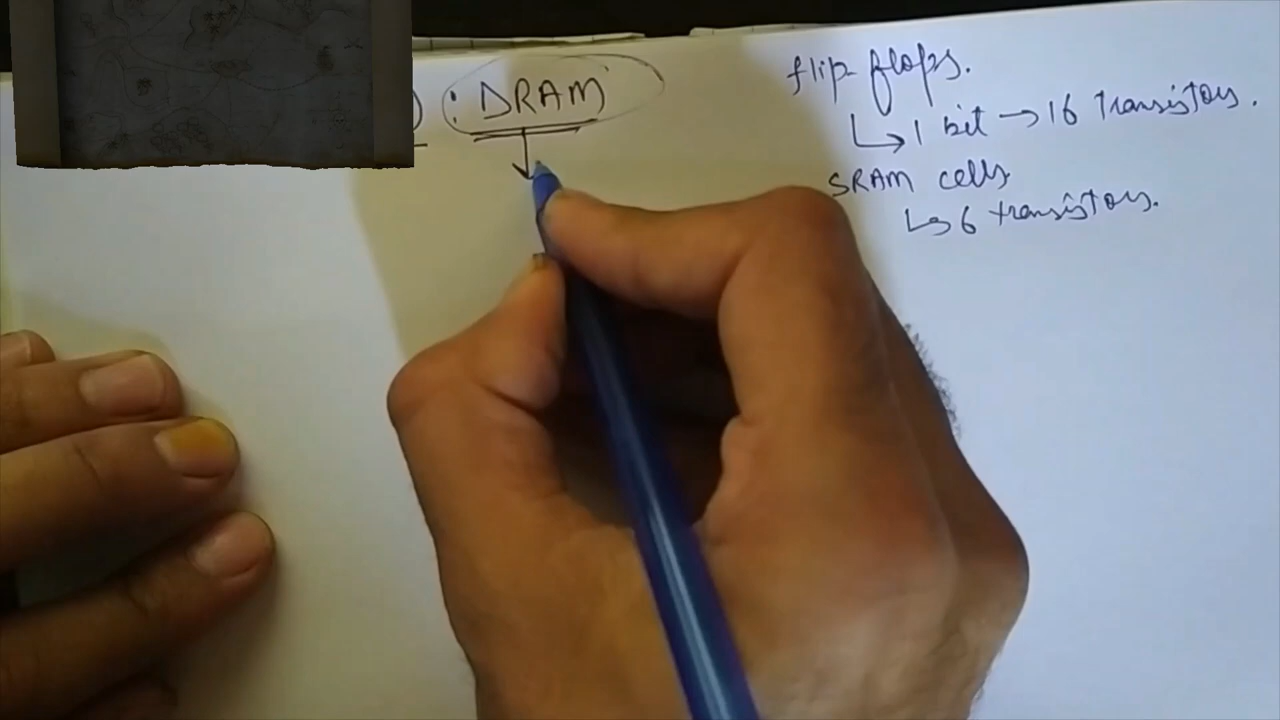 ) : DRAM
flip-flops.
↳ 1 bit → 16 Transistors.
SRAM cells
↳ 6 transistors.